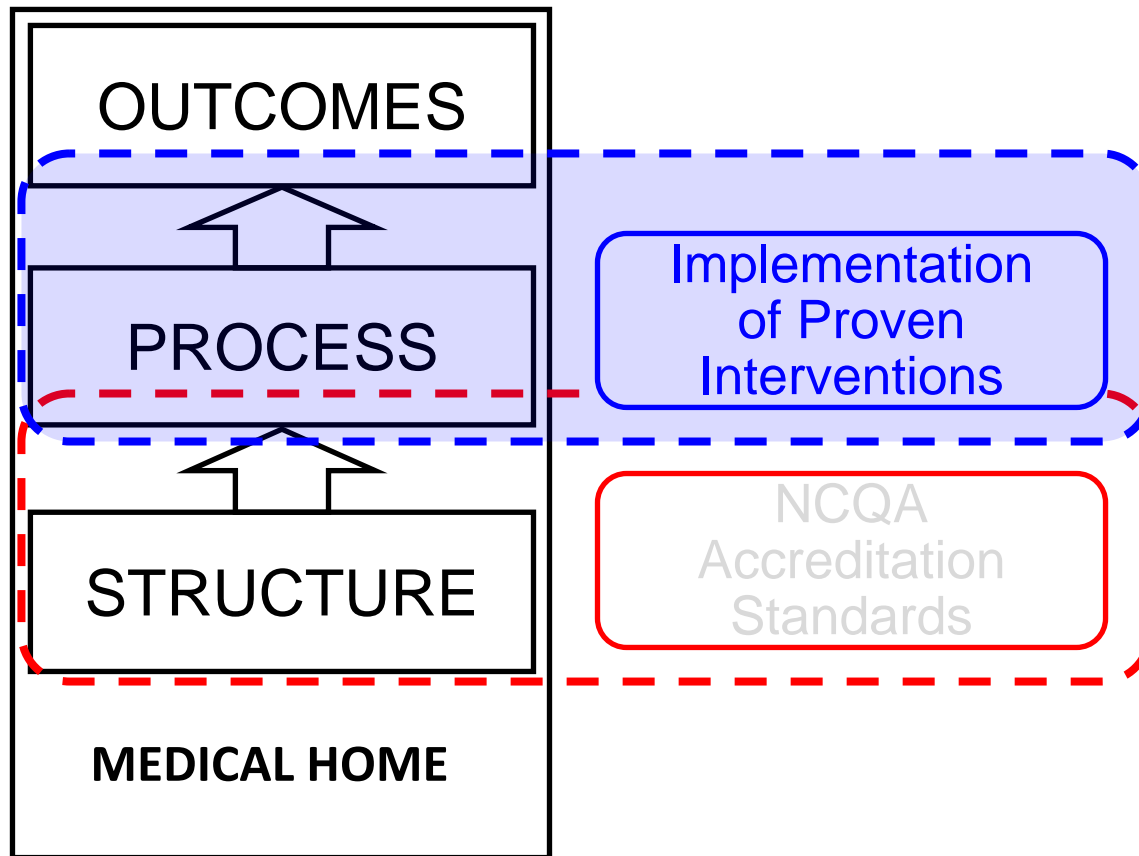 OUTCOMES
PROCESS
Implementation
of Proven
Interventions
STRUCTURE
NCQA
Accreditation
Standards
MEDICAL HOME